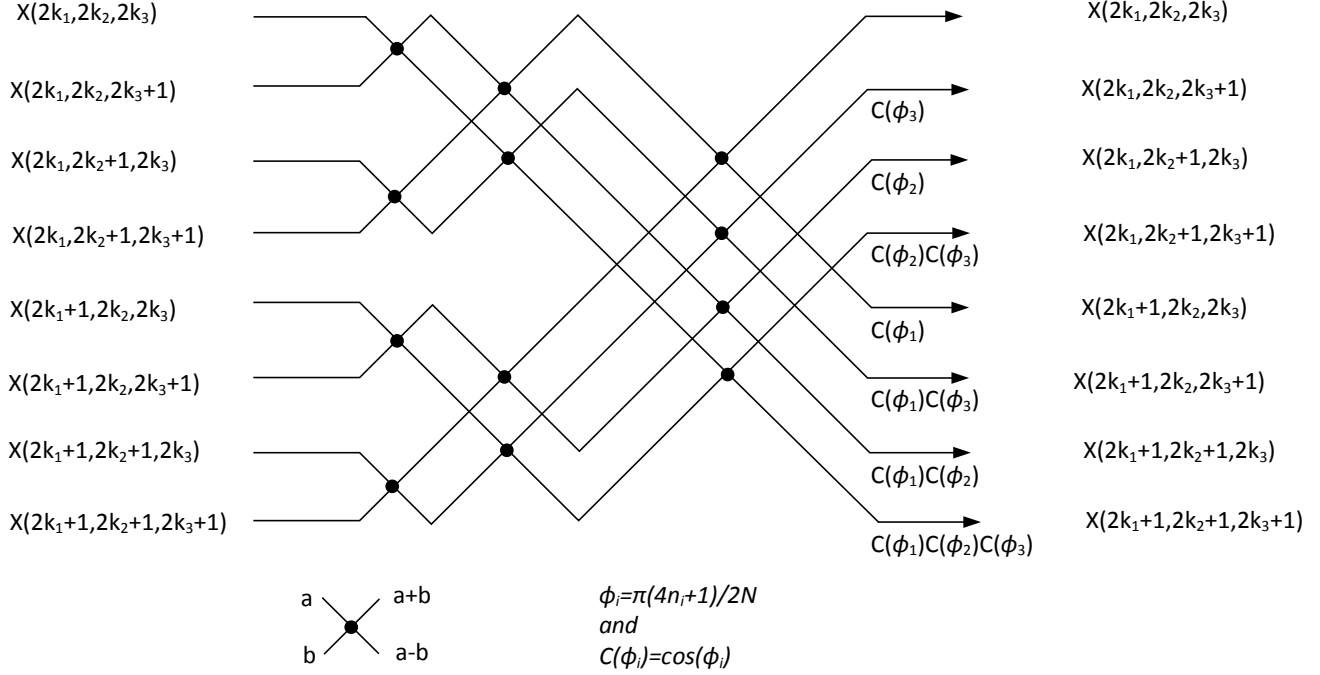 X(2k₁,2k₂,2k₃) X(2k₁,2k₂,2k₃)
X(2k₁,2k₂,2k₃+1) C(ϕ₃) X(2k₁,2k₂,2k₃+1)
X(2k₁,2k₂+1,2k₃) C(ϕ₂) X(2k₁,2k₂+1,2k₃)
X(2k₁,2k₂+1,2k₃+1) C(ϕ₂)C(ϕ₃) X(2k₁,2k₂+1,2k₃+1)
X(2k₁+1,2k₂,2k₃) C(ϕ₁) X(2k₁+1,2k₂,2k₃)
X(2k₁+1,2k₂,2k₃+1) C(ϕ₁)C(ϕ₃) X(2k₁+1,2k₂,2k₃+1)
X(2k₁+1,2k₂+1,2k₃) C(ϕ₁)C(ϕ₂) X(2k₁+1,2k₂+1,2k₃)
X(2k₁+1,2k₂+1,2k₃+1) C(ϕ₁)C(ϕ₂)C(ϕ₃) X(2k₁+1,2k₂+1,2k₃+1)
a a+b
b a-b
ϕᵢ=π(4nᵢ+1)/2N
and
C(ϕᵢ)=cos(ϕᵢ)